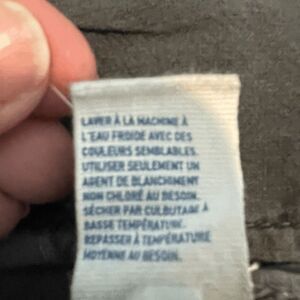 LAVER À LA MACHINE À
L'EAU FROIDE AVEC DES
COULEURS SEMBLABLES.
UTILISER SEULEMENT UN
AGENT DE BLANCHIMENT
NON CHLORÉ AU BESOIN.
SÉCHER PAR CULBUTAGE À
BASSE TEMPÉRATURE.
REPASSER À TEMPÉRATURE
MOYENNE AU BESOIN.